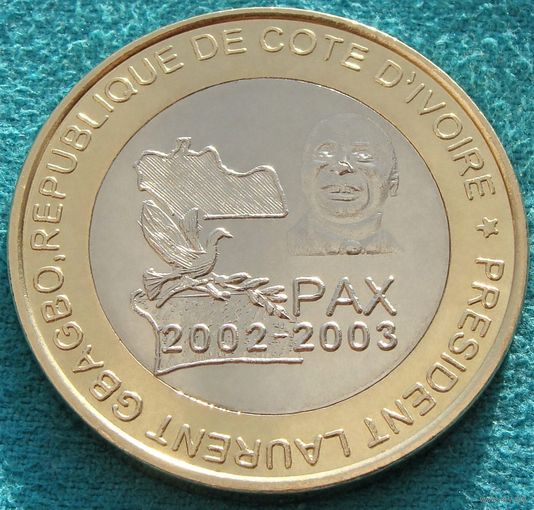 PRESIDENT LAURENT GBAGBO, REPUBLIQUE DE COTE D'IVOIRE
PAX
2002-2003